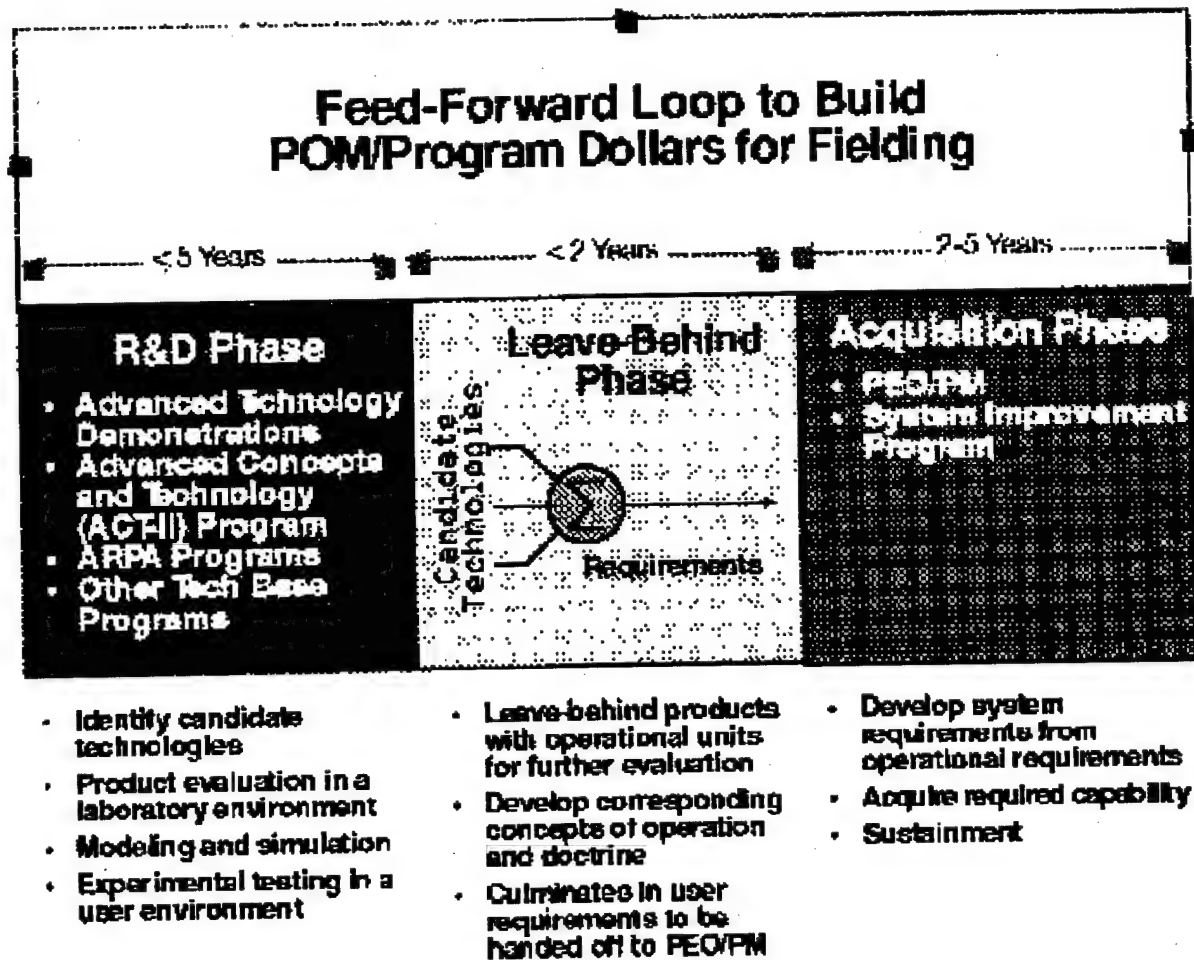 Feed-Forward Loop to Build
POM/Program Dollars for Fielding
< 5 Years
< 2 Years
2-5 Years
R&D Phase
• Advanced Tchnology
Demonstrations
• Advanced Concepts
and Technology
(ACT-II) Program
• ARPA Programs
• Other Tech Base
Programs
Leave-Behind
Phase
Candidate
Technologies
Σ
Requirements
Acquisition Phase
• PEO/PM
• System Improvement
Program
• Identify candidate
technologies
• Product evaluation in a
laboratory environment
• Modeling and simulation
• Experimental testing in a
user environment
• Leave-behind products
with operational units
for further evaluation
• Develop corresponding
concepts of operation
and doctrine
• Culminates in user
requirements to be
handed off to PEO/PM
• Develop system
requirements from
operational requirements
• Acquire required capability
• Sustainment